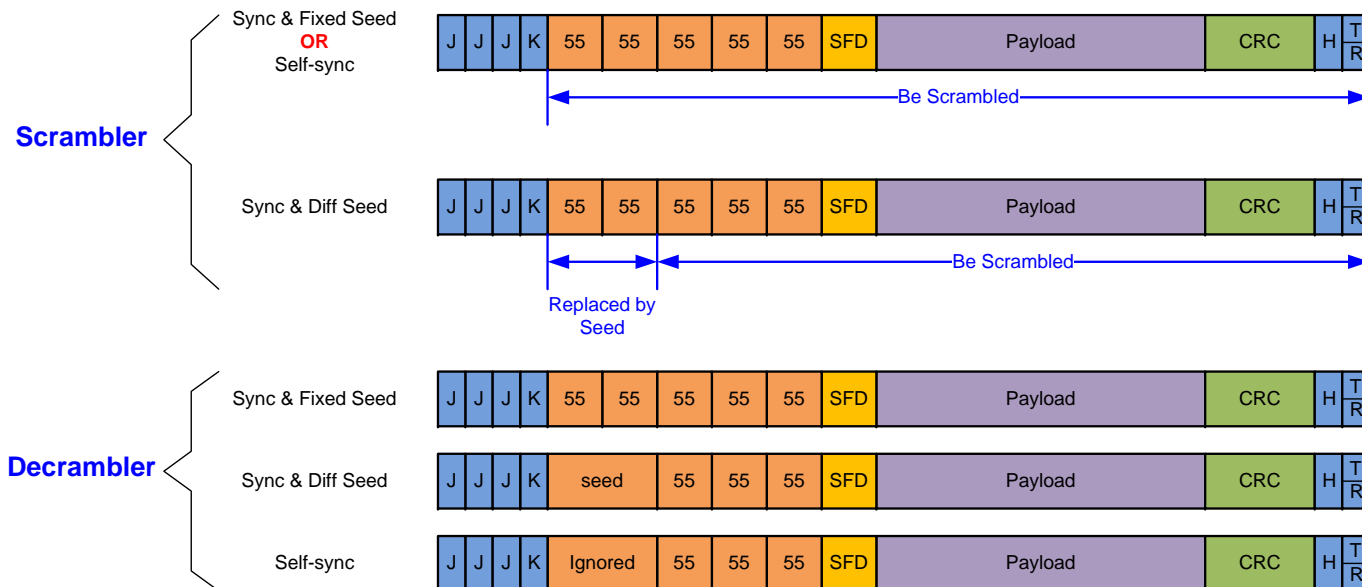 Sync & Fixed Seed
OR
Self-sync
J J J K 55 55 55 55 55 SFD Payload CRC H T
R
Be Scrambled
Scrambler
Sync & Diff Seed
J J J K 55 55 55 55 55 SFD Payload CRC H T
R
Be Scrambled
Replaced by
Seed
Sync & Fixed Seed
J J J K 55 55 55 55 55 SFD Payload CRC H T
R
Decrambler
Sync & Diff Seed
J J J K seed 55 55 55 SFD Payload CRC H T
R
Self-sync
J J J K Ignored 55 55 55 SFD Payload CRC H T
R